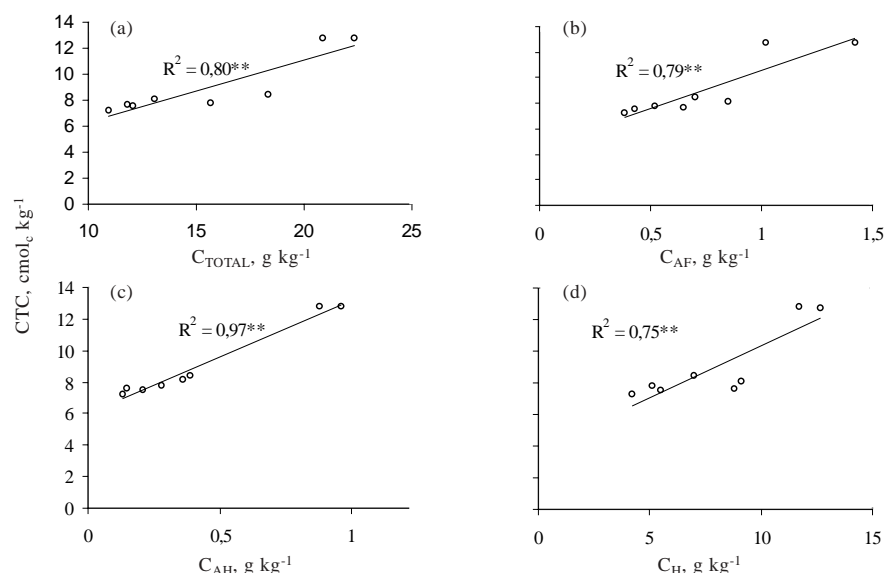 CTC, cmol_c kg⁻¹
(a)
R² = 0,80**
14
12
10
8
6
4
2
0
10
15
20
25
C_TOTAL, g kg⁻¹
(b)
R² = 0,79**
0
0,5
1
1,5
C_AF, g kg⁻¹
(c)
R² = 0,97**
14
12
10
8
6
4
2
0
0
0,5
1
C_AH, g kg⁻¹
(d)
R² = 0,75**
0
5
10
15
C_H, g kg⁻¹